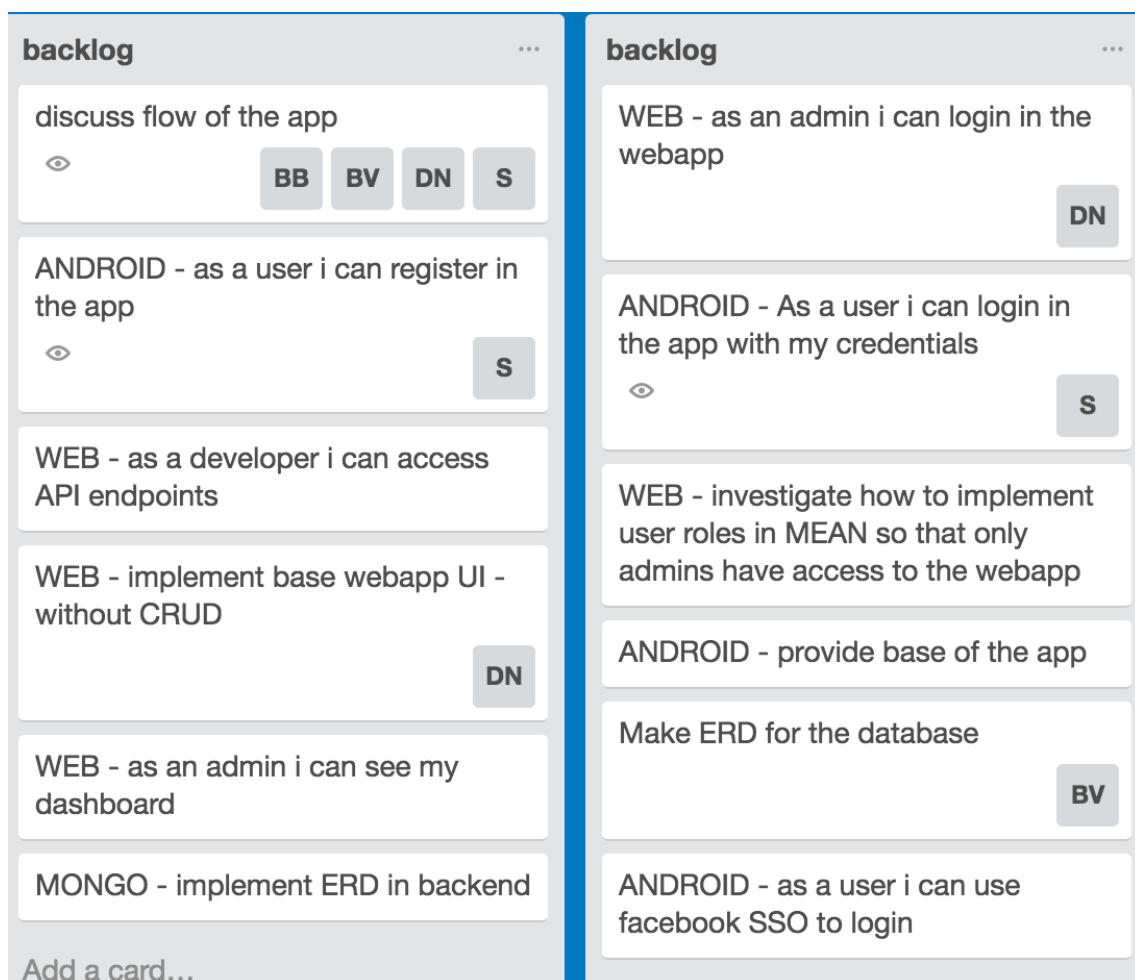 backlog
discuss flow of the app
BB BV DN S
ANDROID - as a user i can register in
the app
S
WEB - as a developer i can access
API endpoints
WEB - implement base webapp UI -
without CRUD
DN
WEB - as an admin i can see my
dashboard
MONGO - implement ERD in backend
Add a card...
backlog
WEB - as an admin i can login in the
webapp
DN
ANDROID - As a user i can login in
the app with my credentials
S
WEB - investigate how to implement
user roles in MEAN so that only
admins have access to the webapp
ANDROID - provide base of the app
Make ERD for the database
BV
ANDROID - as a user i can use
facebook SSO to login